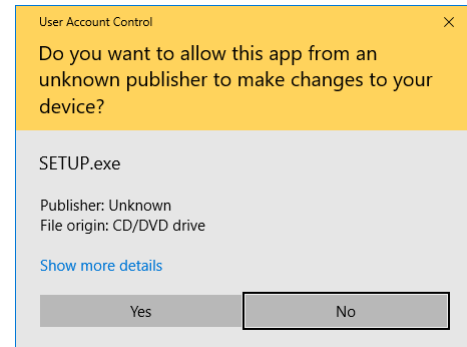 User Account Control
Do you want to allow this app from an
unknown publisher to make changes to your
device?
SETUP.exe
Publisher: Unknown
File origin: CD/DVD drive
Show more details
Yes
No